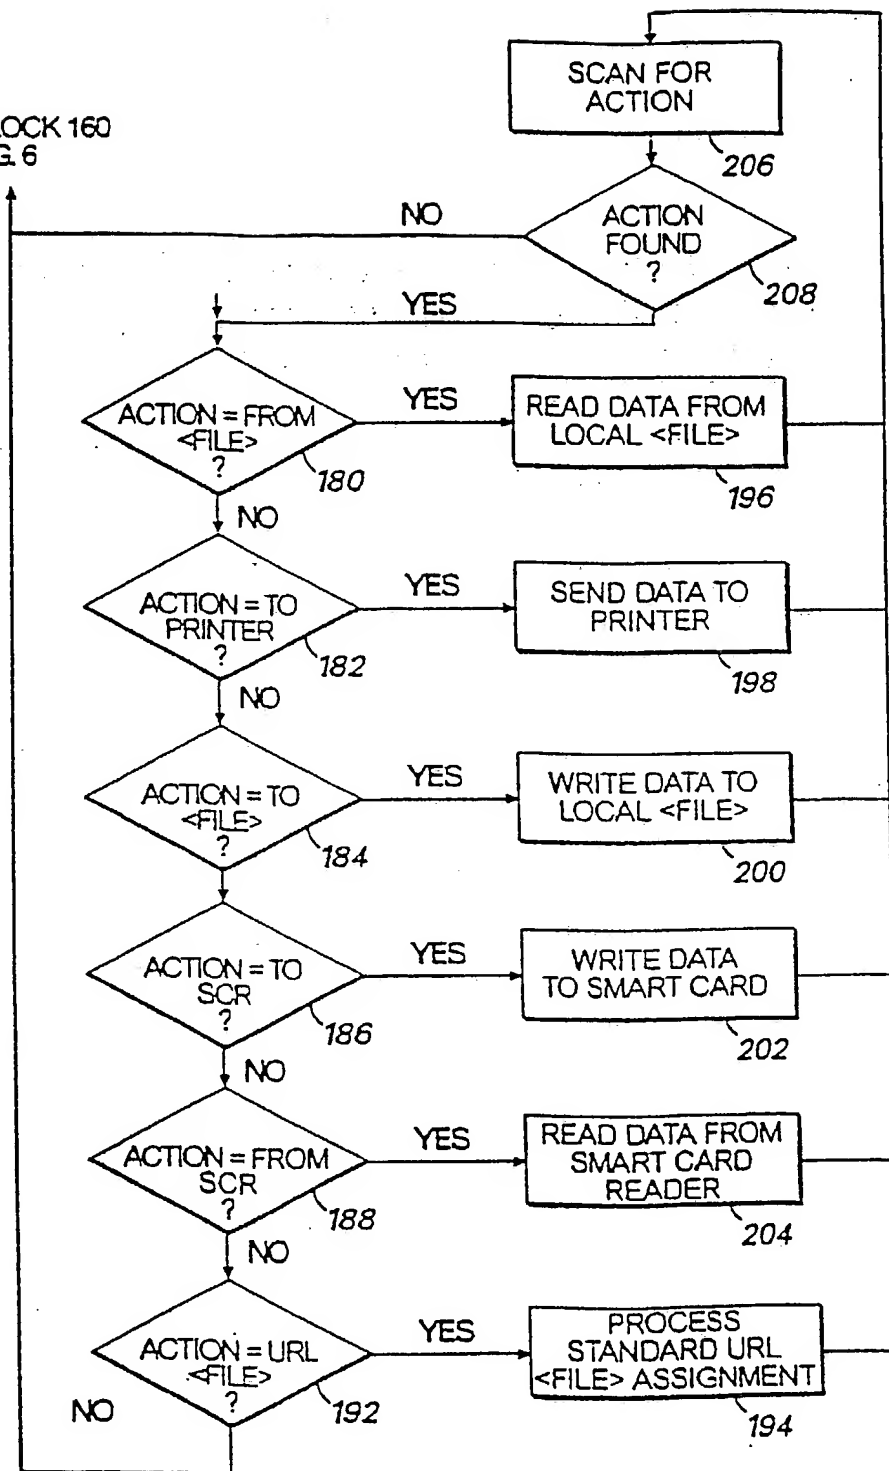 SCAN FOR
ACTION
206
LOCK 160
G. 6
NO
ACTION
FOUND
?
208
YES
ACTION = FROM
<FILE>
?
180
YES
READ DATA FROM
LOCAL <FILE>
196
NO
ACTION = TO
PRINTER
?
182
YES
SEND DATA TO
PRINTER
198
NO
ACTION = TO
<FILE>
?
184
YES
WRITE DATA TO
LOCAL <FILE>
200
ACTION = TO
SCR
?
186
YES
WRITE DATA
TO SMART CARD
202
NO
ACTION = FROM
SCR
?
188
YES
READ DATA FROM
SMART CARD
READER
204
NO
ACTION = URL
<FILE>
?
192
YES
PROCESS
STANDARD URL
<FILE> ASSIGNMENT
194
NO